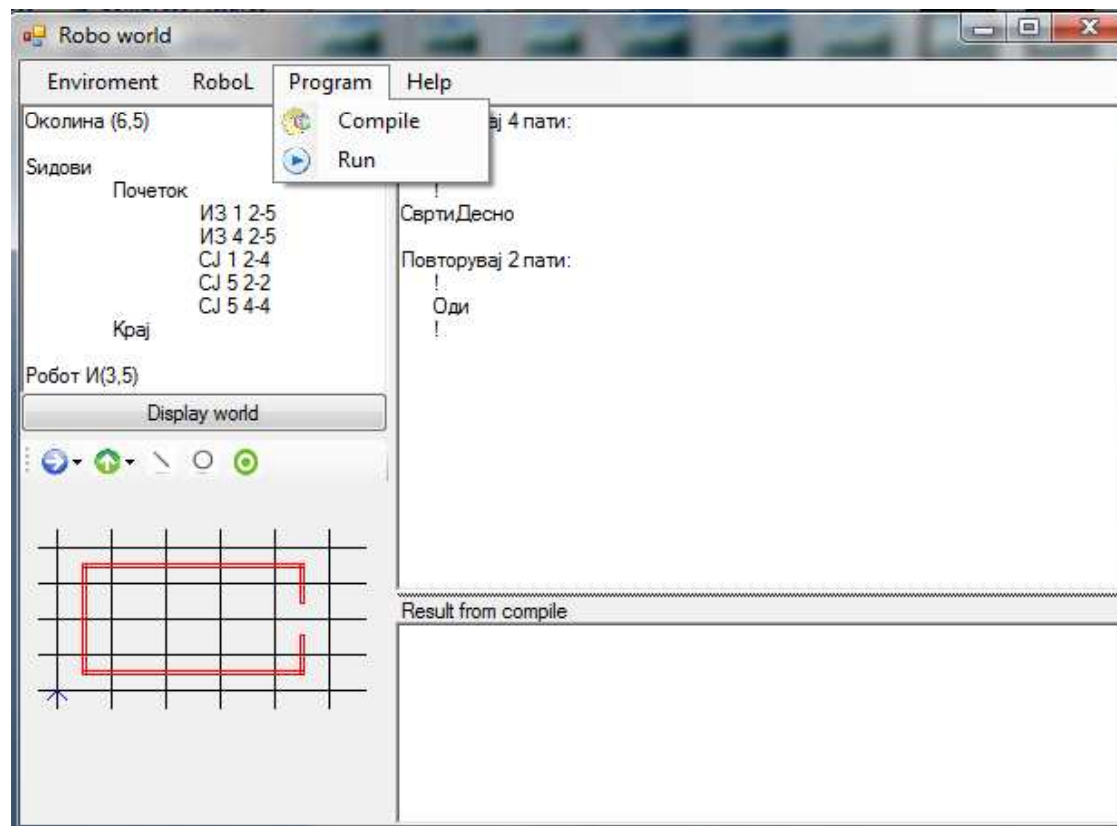 Robo world
Enviroment RoboL Program Help
Compile
Run
Околина (6,5)
Ѕидови
Почеток
ИЗ 1 2-5
ИЗ 4 2-5
СЈ 1 2-4
СЈ 5 2-2
СЈ 5 4-4
Крај
Робот И(3,5)
Display world
ај 4 пати:
!
СвртиДесно
Повторувај 2 пати:
!
Оди
!
Result from compile